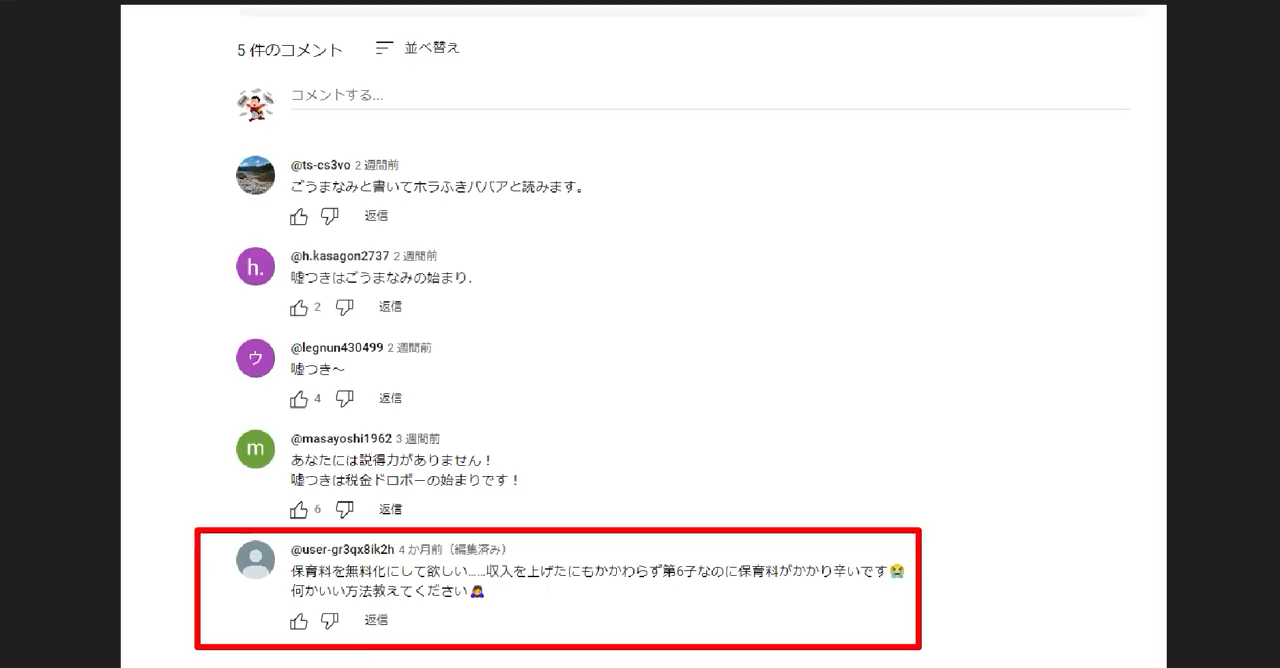 5 件のコメント 並べ替え
コメントする...
@ts-cs3vo 2 週間前
ごうまなみと書いてホラふきババアと読みます。
返信
h.
@h.kasagon2737 2 週間前
嘘つきはごうまなみの始まり.
2 返信
ウ
@legnun430499 2 週間前
嘘つき〜
4 返信
m
@masayoshi1962 3 週間前
あなたには説得力がありません！
嘘つきは税金ドロボーの始まりです！
6 返信
@user-gr3qx8ik2h 4 か月前（編集済み）
保育料を無料化にして欲しい……収入を上げたにもかかわらず第6子なのに保育料がかかり辛いです😭
何かいい方法教えてください🙇‍♀️
返信